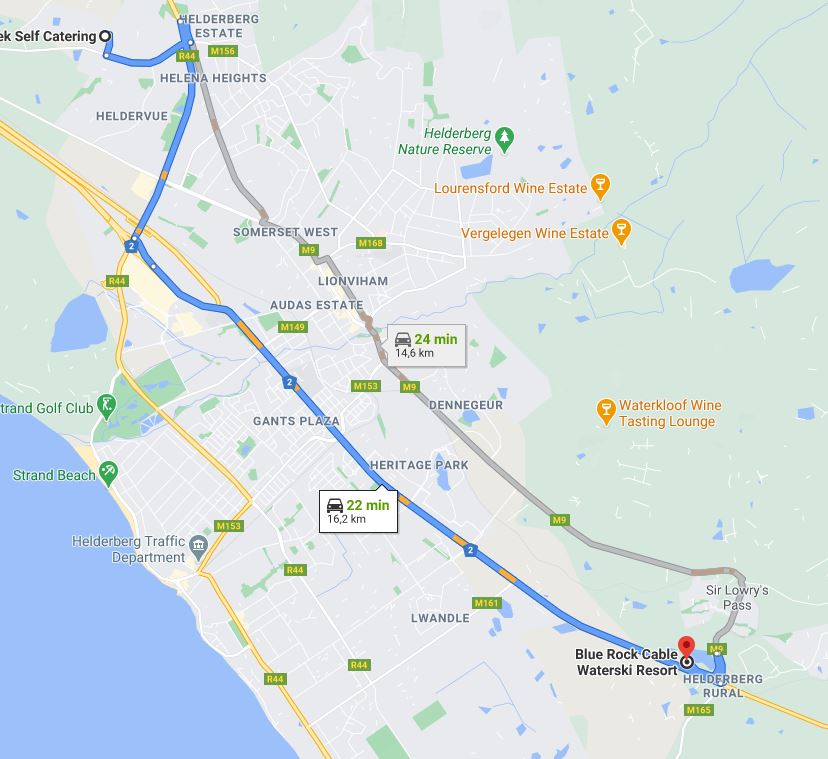 HELDERBERG
ESTATE
ek Self Catering
R44
M156
HELENA HEIGHTS
HELDERVUE
Helderberg
Nature Reserve
Lourensford Wine Estate
SOMERSET WEST
Vergelegen Wine Estate
2
M9
M168
R44
LIONVIHAM
AUDAS ESTATE
M149
24 min
14,6 km
2
M153
M9
trand Golf Club
DENNEGEUR
Waterkloof Wine
Tasting Lounge
GANTS PLAZA
HERITAGE PARK
Strand Beach
22 min
16,2 km
M153
M9
Helderberg Traffic
Department
2
R44
Sir Lowry's
Pass
M161
LWANDLE
M9
Blue Rock Cable
Waterski Resort
R44
R44
HELDERBERG
RURAL
M165